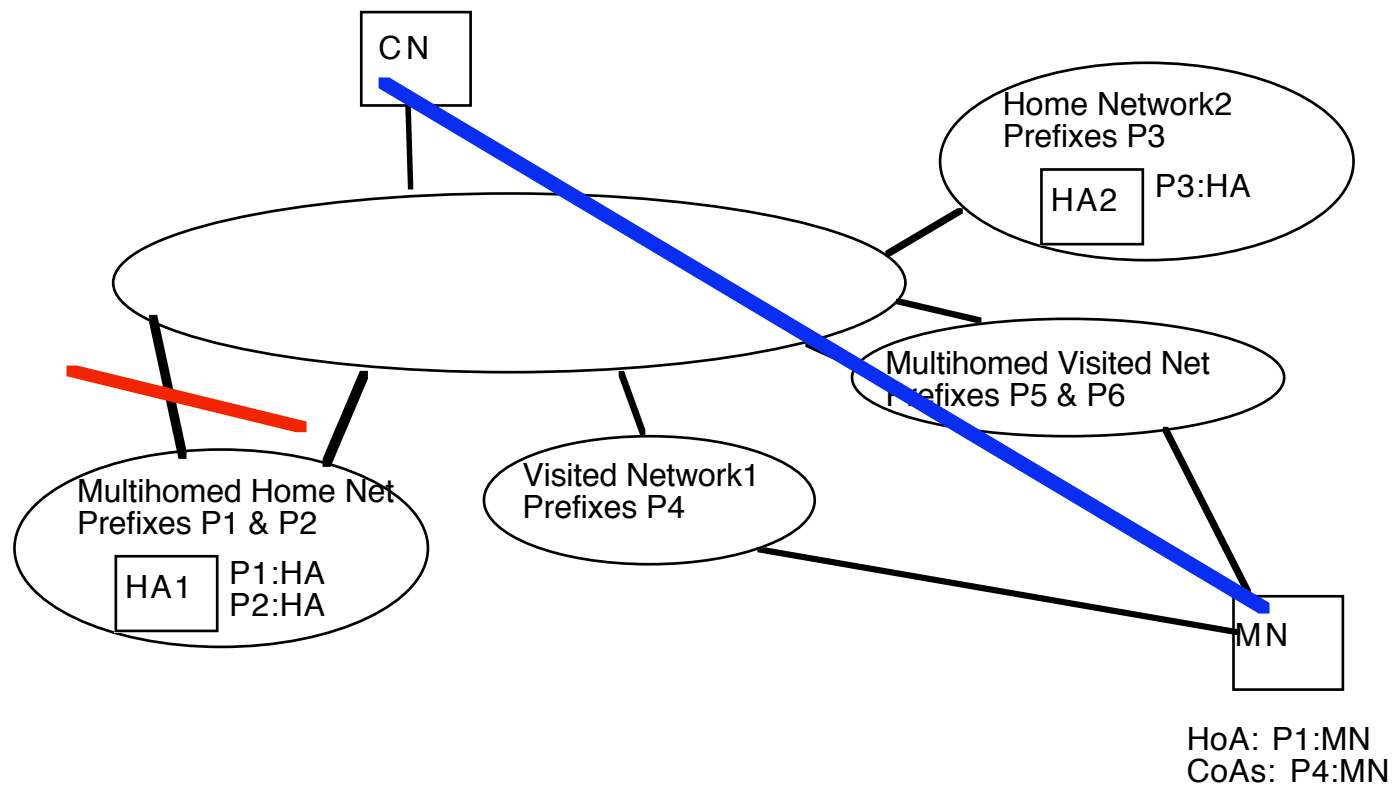 CN
Home Network2
Prefixes P3
HA2
P3:HA
Multihomed Visited Net
Prefixes P5 & P6
Multihomed Home Net
Prefixes P1 & P2
HA1
P1:HA
P2:HA
Visited Network1
Prefixes P4
MN
HoA: P1:MN
CoAs: P4:MN